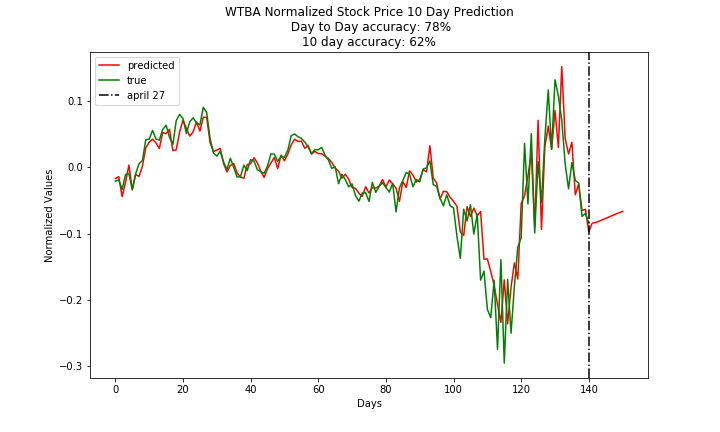 WTBA Normalized Stock Price 10 Day Prediction
Day to Day accuracy: 78%
10 day accuracy: 62%
predicted
true
april 27
Normalized Values
0.1
0.0
−0.1
−0.2
−0.3
0 20 40 60 80 100 120 140
Days